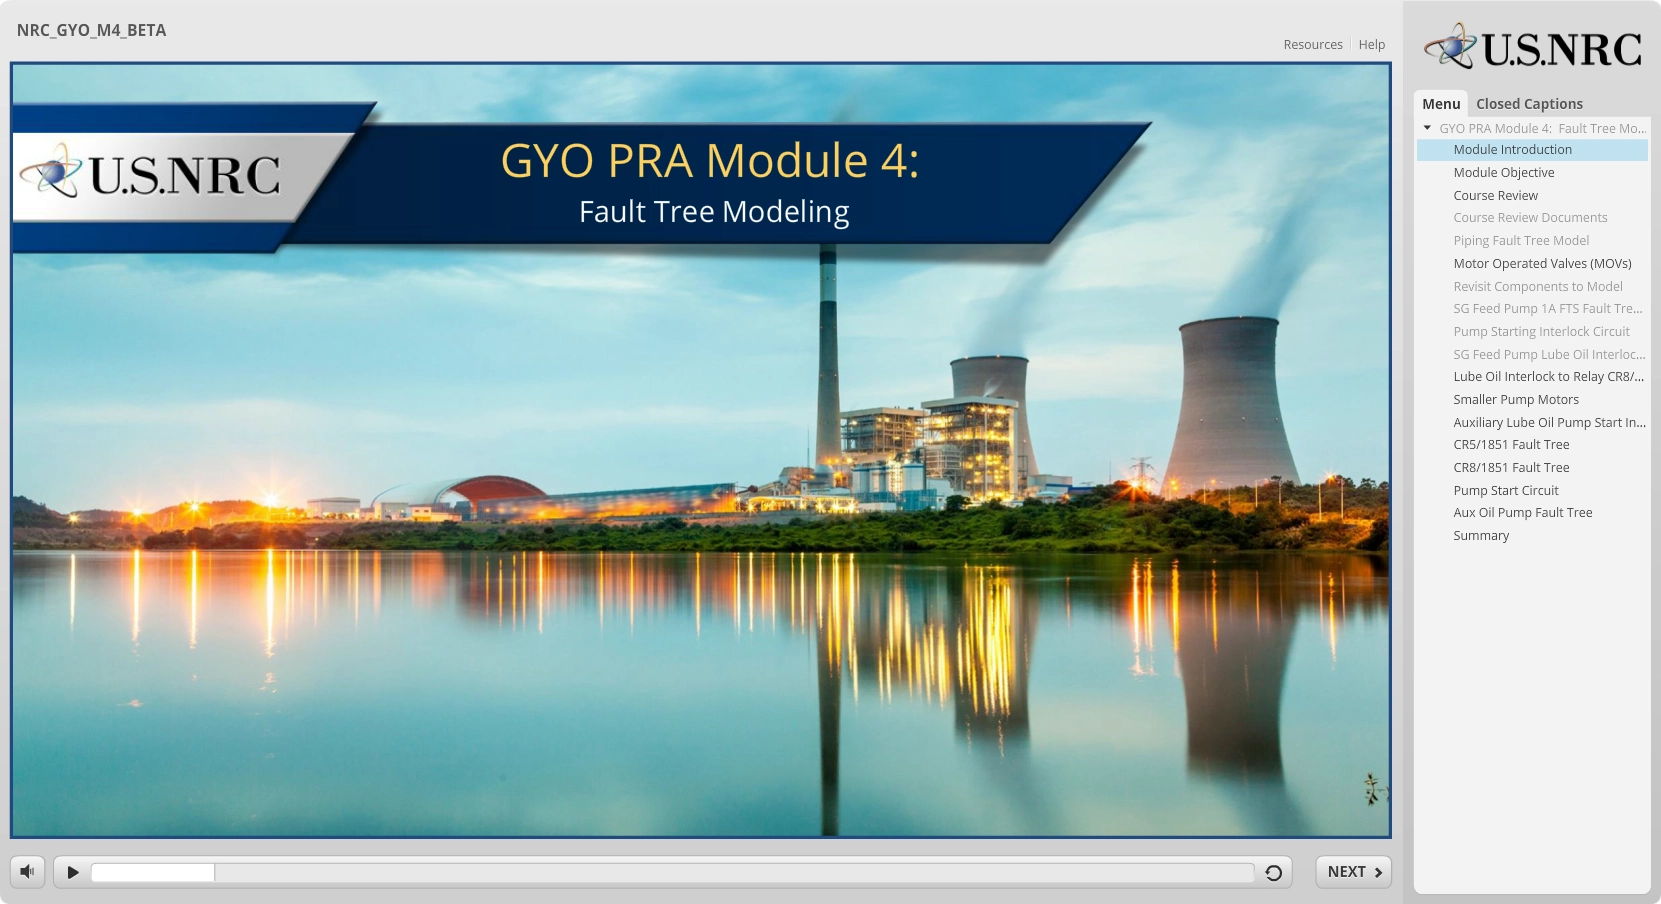 NRC_GYO_M4_BETA
Resources
Help
U.S.NRC
GYO PRA Module 4:
Fault Tree Modeling
NEXT
U.S.NRC
Menu
Closed Captions
GYO PRA Module 4: Fault Tree Mo...
Module Introduction
Module Objective
Course Review
Course Review Documents
Piping Fault Tree Model
Motor Operated Valves (MOVs)
Revisit Components to Model
SG Feed Pump 1A FTS Fault Tre...
Pump Starting Interlock Circuit
SG Feed Pump Lube Oil Interloc...
Lube Oil Interlock to Relay CR8/...
Smaller Pump Motors
Auxiliary Lube Oil Pump Start In...
CR5/1851 Fault Tree
CR8/1851 Fault Tree
Pump Start Circuit
Aux Oil Pump Fault Tree
Summary